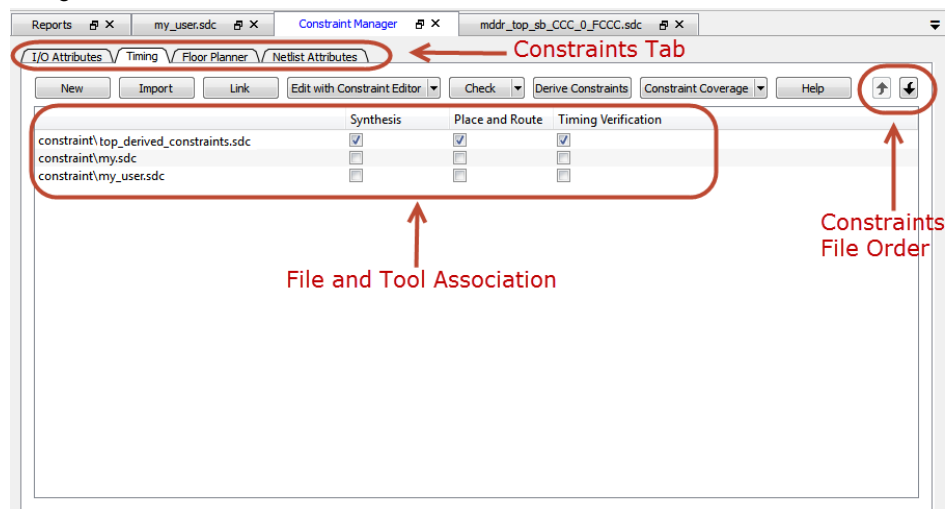 Reports my_user.sdc Constraint Manager mddr_top_sb_CCC_0_FCCC.sdc
Constraints Tab
I/O Attributes Timing Floor Planner Netlist Attributes
New Import Link Edit with Constraint Editor Check Derive Constraints Constraint Coverage Help
Synthesis Place and Route Timing Verification
constraint\top_derived_constraints.sdc
constraint\my.sdc
constraint\my_user.sdc
Constraints
File Order
File and Tool Association